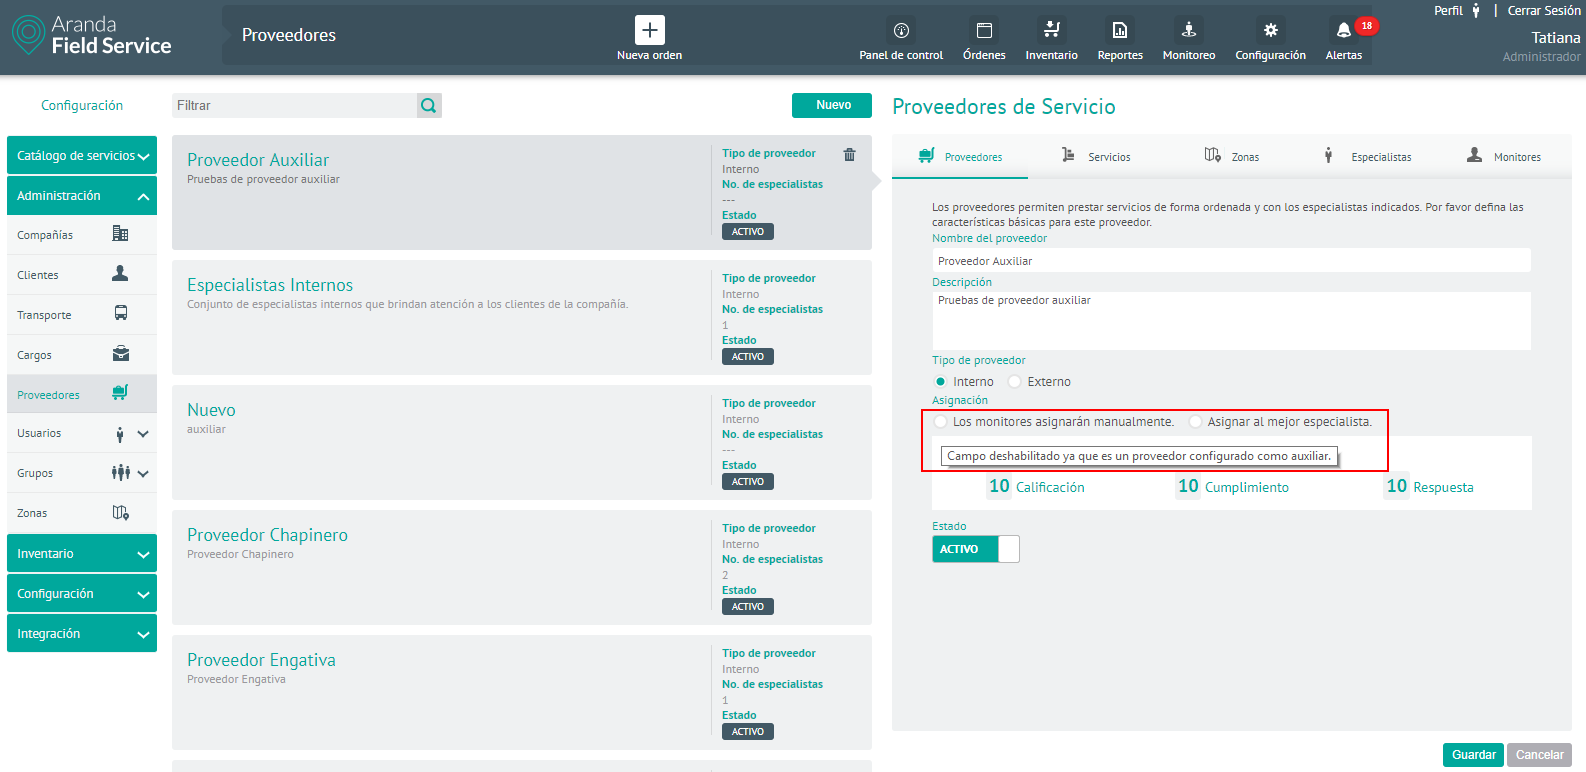 Aranda
Field Service
Proveedores
Nueva orden
Panel de control
Órdenes
Inventario
Reportes
Monitoreo
Configuración
Alertas
18
Perfil
|
Cerrar Sesión
Tatiana
Administrador
Configuración
Catálogo de servicios
Administración
Compañías
Clientes
Transporte
Cargos
Proveedores
Usuarios
Grupos
Zonas
Inventario
Configuración
Integración
Filtrar
Nuevo
Proveedor Auxiliar
Pruebas de proveedor auxiliar
Tipo de proveedor
Interno
No. de especialistas
---
Estado
ACTIVO
Especialistas Internos
Conjunto de especialistas internos que brindan atención a los clientes de la compañía.
Tipo de proveedor
Interno
No. de especialistas
1
Estado
ACTIVO
Nuevo
auxiliar
Tipo de proveedor
Interno
No. de especialistas
---
Estado
ACTIVO
Proveedor Chapinero
Proveedor Chapinero
Tipo de proveedor
Interno
No. de especialistas
2
Estado
ACTIVO
Proveedor Engativa
Proveedor Engativa
Tipo de proveedor
Interno
No. de especialistas
1
Estado
ACTIVO
Proveedores de Servicio
Proveedores
Servicios
Zonas
Especialistas
Monitores
Los proveedores permiten prestar servicios de forma ordenada y con los especialistas indicados. Por favor defina las
características básicas para este proveedor.
Nombre del proveedor
Proveedor Auxiliar
Descripción
Pruebas de proveedor auxiliar
Tipo de proveedor
Interno Externo
Asignación
Los monitores asignarán manualmente. Asignar al mejor especialista.
Campo deshabilitado ya que es un proveedor configurado como auxiliar.
10 Calificación 10 Cumplimiento 10 Respuesta
Estado
ACTIVO
Guardar Cancelar